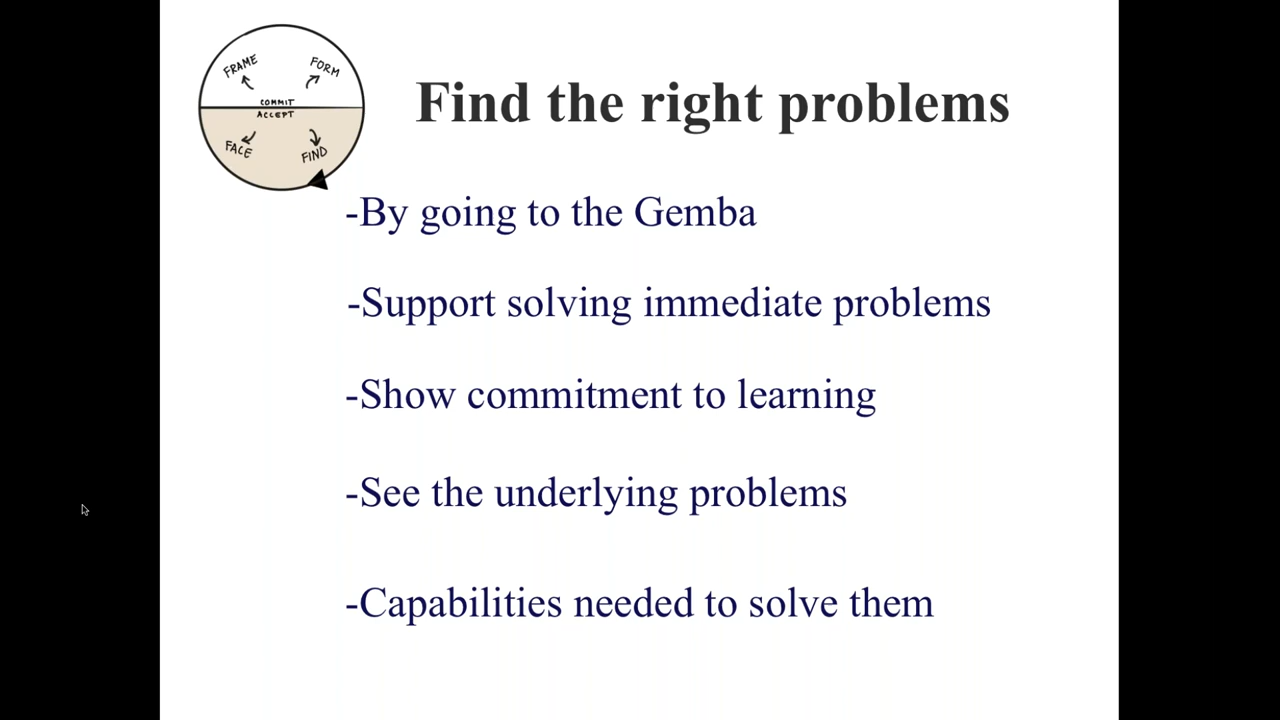 FRAME
FORM
COMMIT
ACCEPT
FACE
FIND
Find the right problems
-By going to the Gemba
-Support solving immediate problems
-Show commitment to learning
-See the underlying problems
-Capabilities needed to solve them